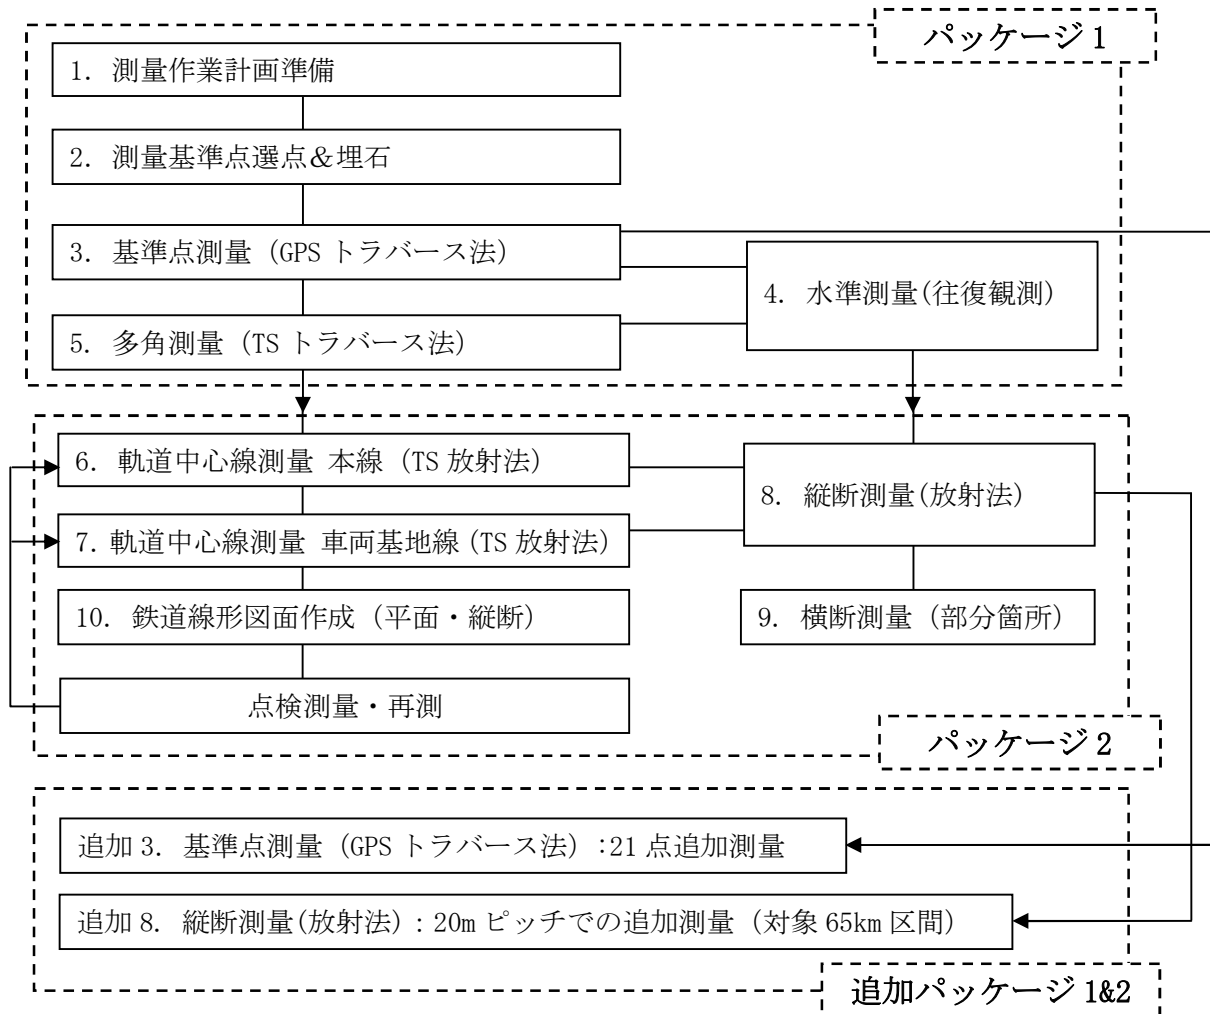 パッケージ 1
1. 測量作業計画準備
2. 測量基準点選点＆埋石
3. 基準点測量（GPS トラバース法）
4. 水準測量(往復観測)
5. 多角測量（TS トラバース法）
6. 軌道中心線測量 本線（TS 放射法）
7. 軌道中心線測量 車両基地線（TS 放射法）
8. 縦断測量(放射法)
10. 鉄道線形図面作成（平面・縦断）
9. 横断測量（部分箇所）
点検測量・再測
パッケージ 2
追加 3. 基準点測量（GPS トラバース法）:21 点追加測量
追加 8. 縦断測量(放射法)：20m ピッチでの追加測量（対象 65km 区間）
追加パッケージ 1&2